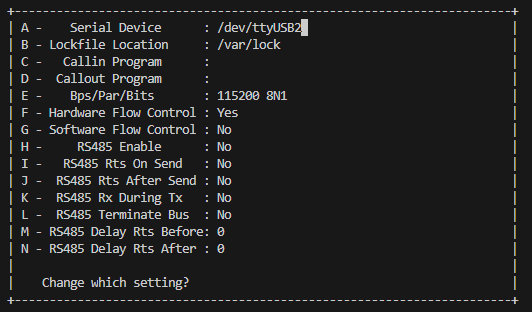 A -    Serial Device      : /dev/ttyUSB2
B - Lockfile Location     : /var/lock
C -   Callin Program      :
D -  Callout Program      :
E -    Bps/Par/Bits       : 115200 8N1
F - Hardware Flow Control : Yes
G - Software Flow Control : No
H -     RS485 Enable      : No
I -   RS485 Rts On Send   : No
J -  RS485 Rts After Send : No
K -  RS485 Rx During Tx   : No
L -  RS485 Terminate Bus  : No
M - RS485 Delay Rts Before: 0
N - RS485 Delay Rts After : 0
Change which setting?